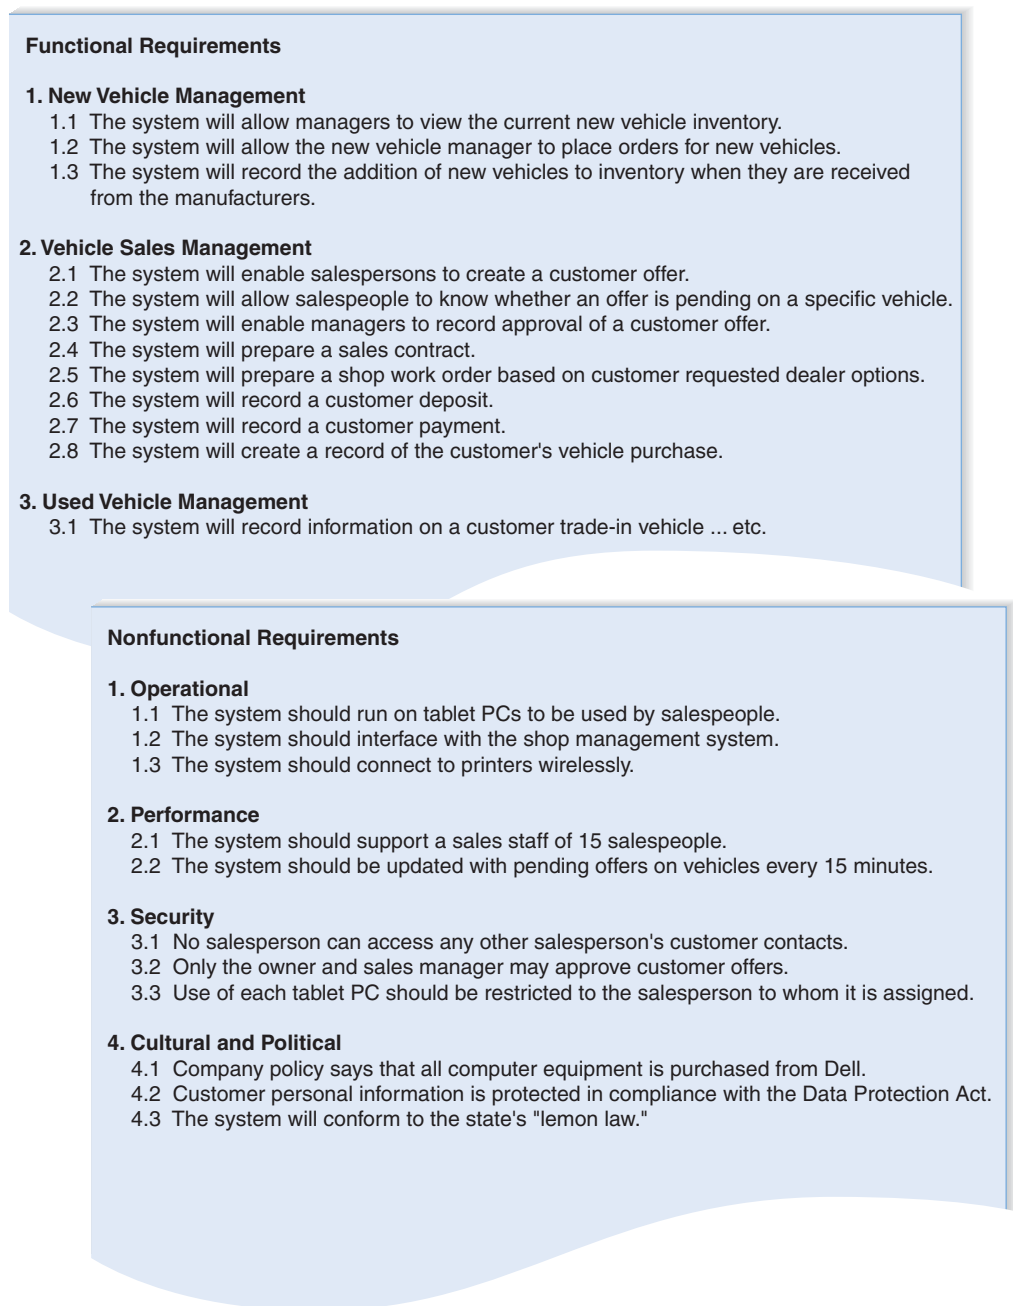 Functional Requirements
1. New Vehicle Management
1.1 The system will allow managers to view the current new vehicle inventory.
1.2 The system will allow the new vehicle manager to place orders for new vehicles.
1.3 The system will record the addition of new vehicles to inventory when they are received
from the manufacturers.
2. Vehicle Sales Management
2.1 The system will enable salespersons to create a customer offer.
2.2 The system will allow salespeople to know whether an offer is pending on a specific vehicle.
2.3 The system will enable managers to record approval of a customer offer.
2.4 The system will prepare a sales contract.
2.5 The system will prepare a shop work order based on customer requested dealer options.
2.6 The system will record a customer deposit.
2.7 The system will record a customer payment.
2.8 The system will create a record of the customer's vehicle purchase.
3. Used Vehicle Management
3.1 The system will record information on a customer trade-in vehicle ... etc.
Nonfunctional Requirements
1. Operational
1.1 The system should run on tablet PCs to be used by salespeople.
1.2 The system should interface with the shop management system.
1.3 The system should connect to printers wirelessly.
2. Performance
2.1 The system should support a sales staff of 15 salespeople.
2.2 The system should be updated with pending offers on vehicles every 15 minutes.
3. Security
3.1 No salesperson can access any other salesperson's customer contacts.
3.2 Only the owner and sales manager may approve customer offers.
3.3 Use of each tablet PC should be restricted to the salesperson to whom it is assigned.
4. Cultural and Political
4.1 Company policy says that all computer equipment is purchased from Dell.
4.2 Customer personal information is protected in compliance with the Data Protection Act.
4.3 The system will conform to the state's "lemon law."